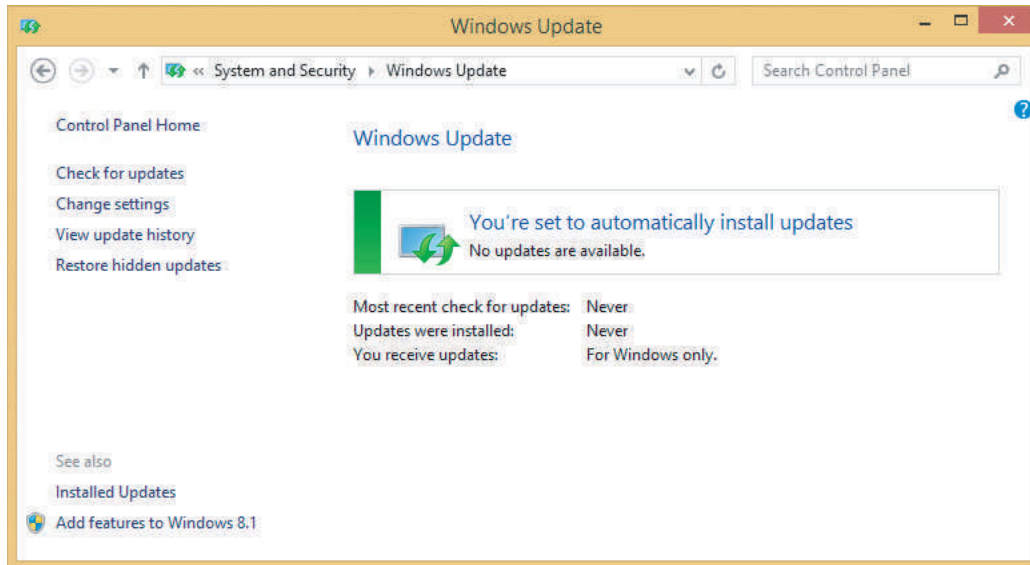 Windows Update
« System and Security ▸ Windows Update
Search Control Panel
Control Panel Home
Check for updates
Change settings
View update history
Restore hidden updates
Windows Update
You're set to automatically install updates
No updates are available.
Most recent check for updates: Never
Updates were installed: Never
You receive updates: For Windows only.
See also
Installed Updates
Add features to Windows 8.1